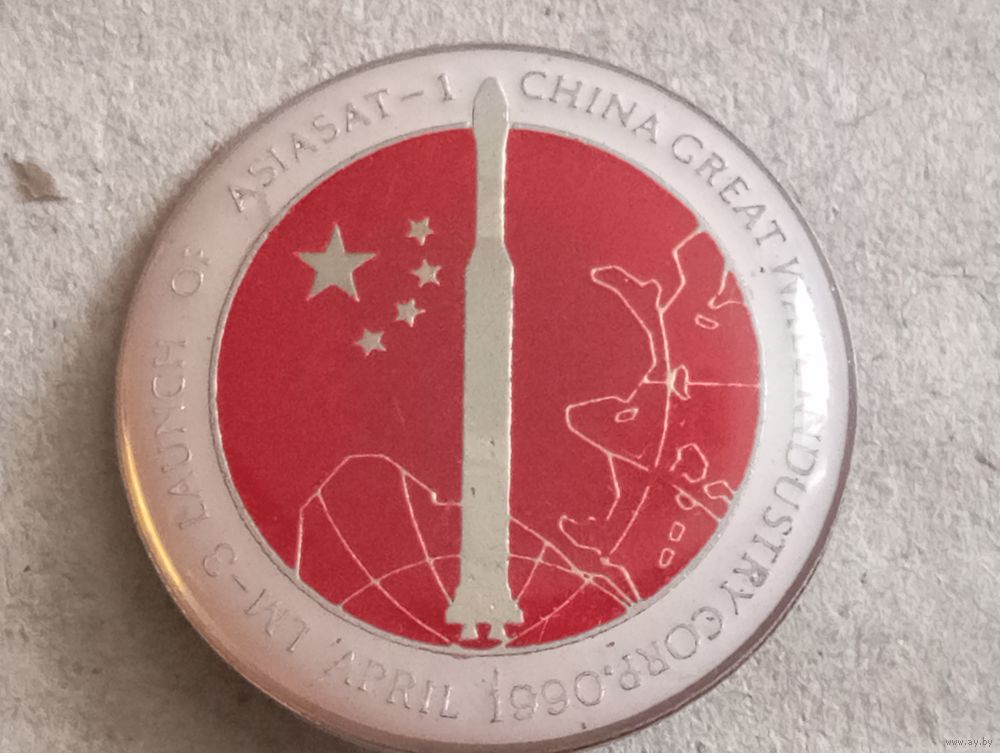 LM-3 LAUNCH OF ASIASAT-1
CHINA GREAT WALL INDUSTRY CORP.
APRIL 1990
www.ay.by